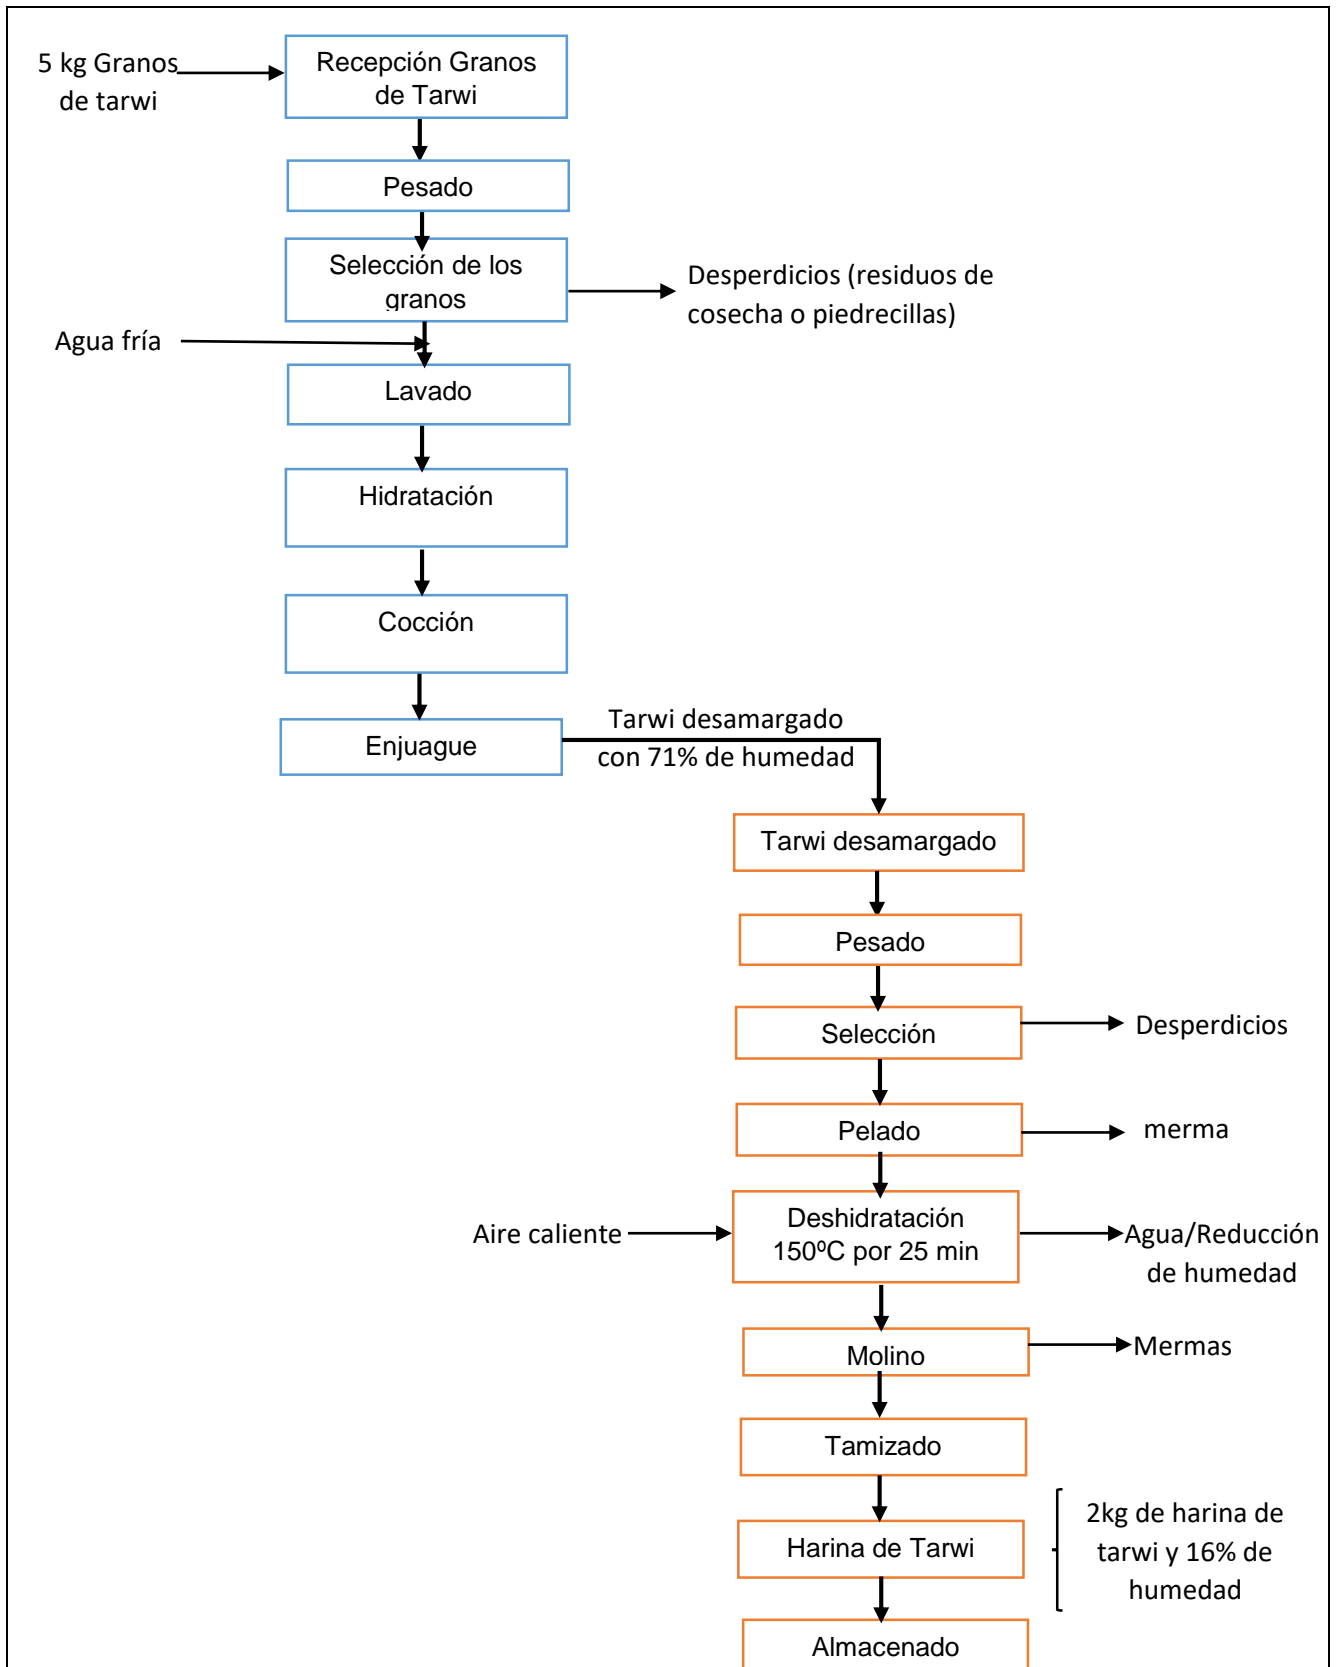 5 kg Granos
de tarwi
Recepción Granos
de Tarwi
Pesado
Selección de los
granos
Desperdicios (residuos de
cosecha o piedrecillas)
Agua fría
Lavado
Hidratación
Cocción
Enjuague
Tarwi desamargado
con 71% de humedad
Tarwi desamargado
Pesado
Selección
Desperdicios
Pelado
merma
Aire caliente
Deshidratación
150ºC por 25 min
Agua/Reducción
de humedad
Molino
Mermas
Tamizado
Harina de Tarwi
2kg de harina de
tarwi y 16% de
humedad
Almacenado